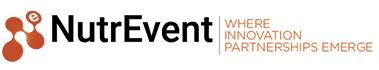 e
NutrEvent
WHERE
INNOVATION
PARTNERSHIPS EMERGE